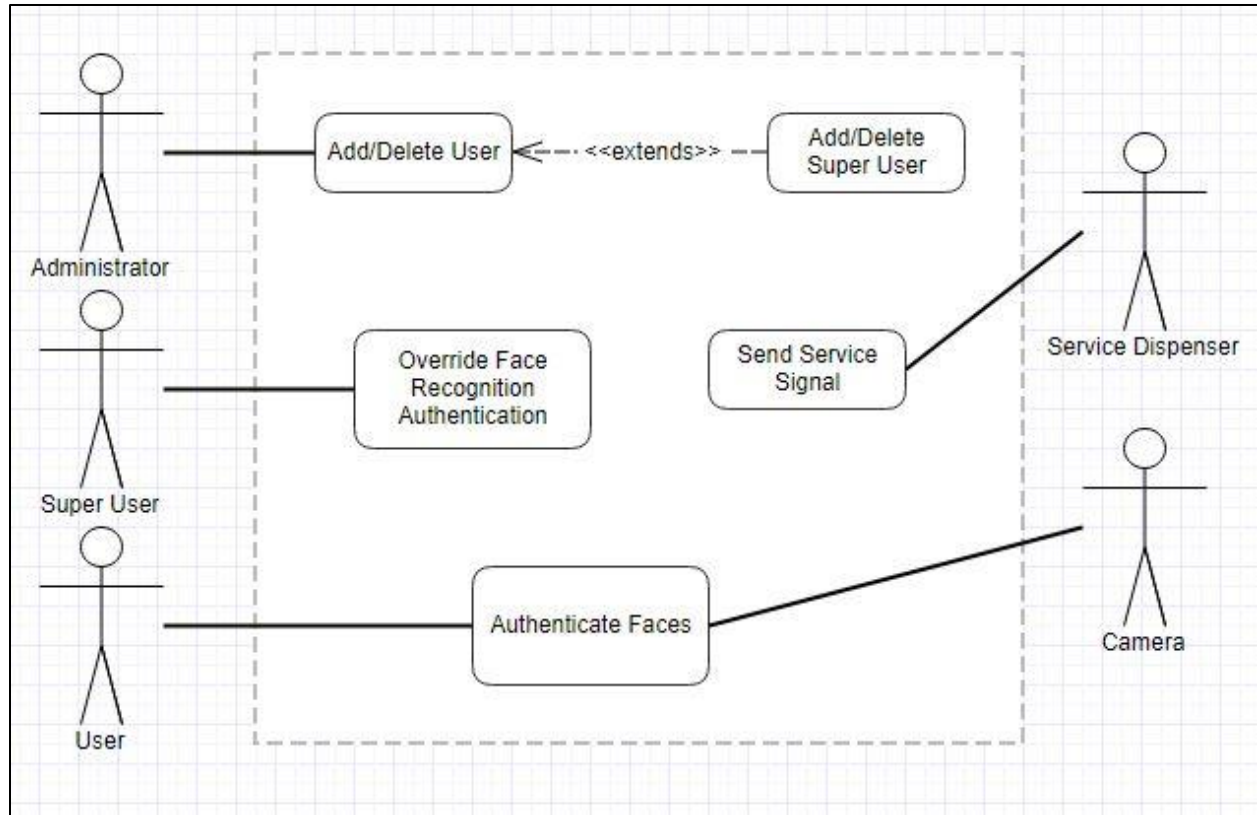 Add/Delete User
<<extends>>
Add/Delete
Super User
Administrator
Service Dispenser
Override Face
Recognition
Authentication
Send Service
Signal
Super User
Authenticate Faces
Camera
User